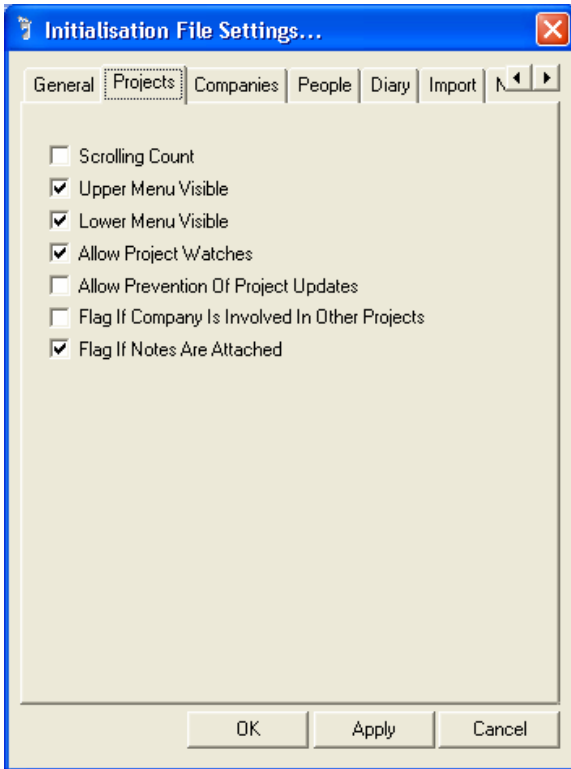 Initialisation File Settings...
General Projects Companies People Diary Import
Scrolling Count
Upper Menu Visible
Lower Menu Visible
Allow Project Watches
Allow Prevention Of Project Updates
Flag If Company Is Involved In Other Projects
Flag If Notes Are Attached
OK Apply Cancel